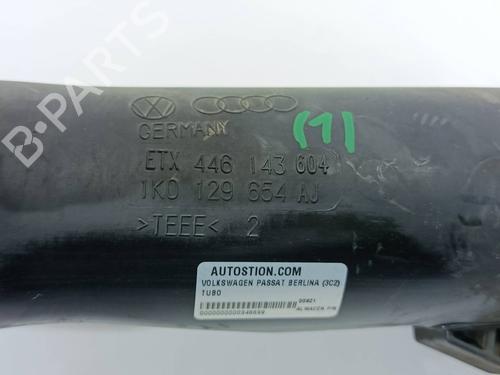 GERMANY
(1)
ETX 446 143 604
1K0 129 654 AJ
>TEEE< 2
AUTOSTION.COM
VOLKSWAGEN PASSAT BERLINA (3C2)
TUBO